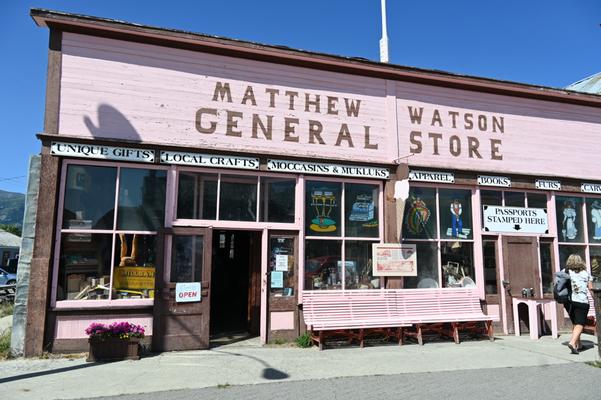 MATTHEW WATSON
GENERAL STORE
UNIQUE GIFTS
LOCAL CRAFTS
MOCCASINS & MUKLUKS
APPAREL
BOOKS
FURS
PASSPORTS
STAMPED HERE
OPEN